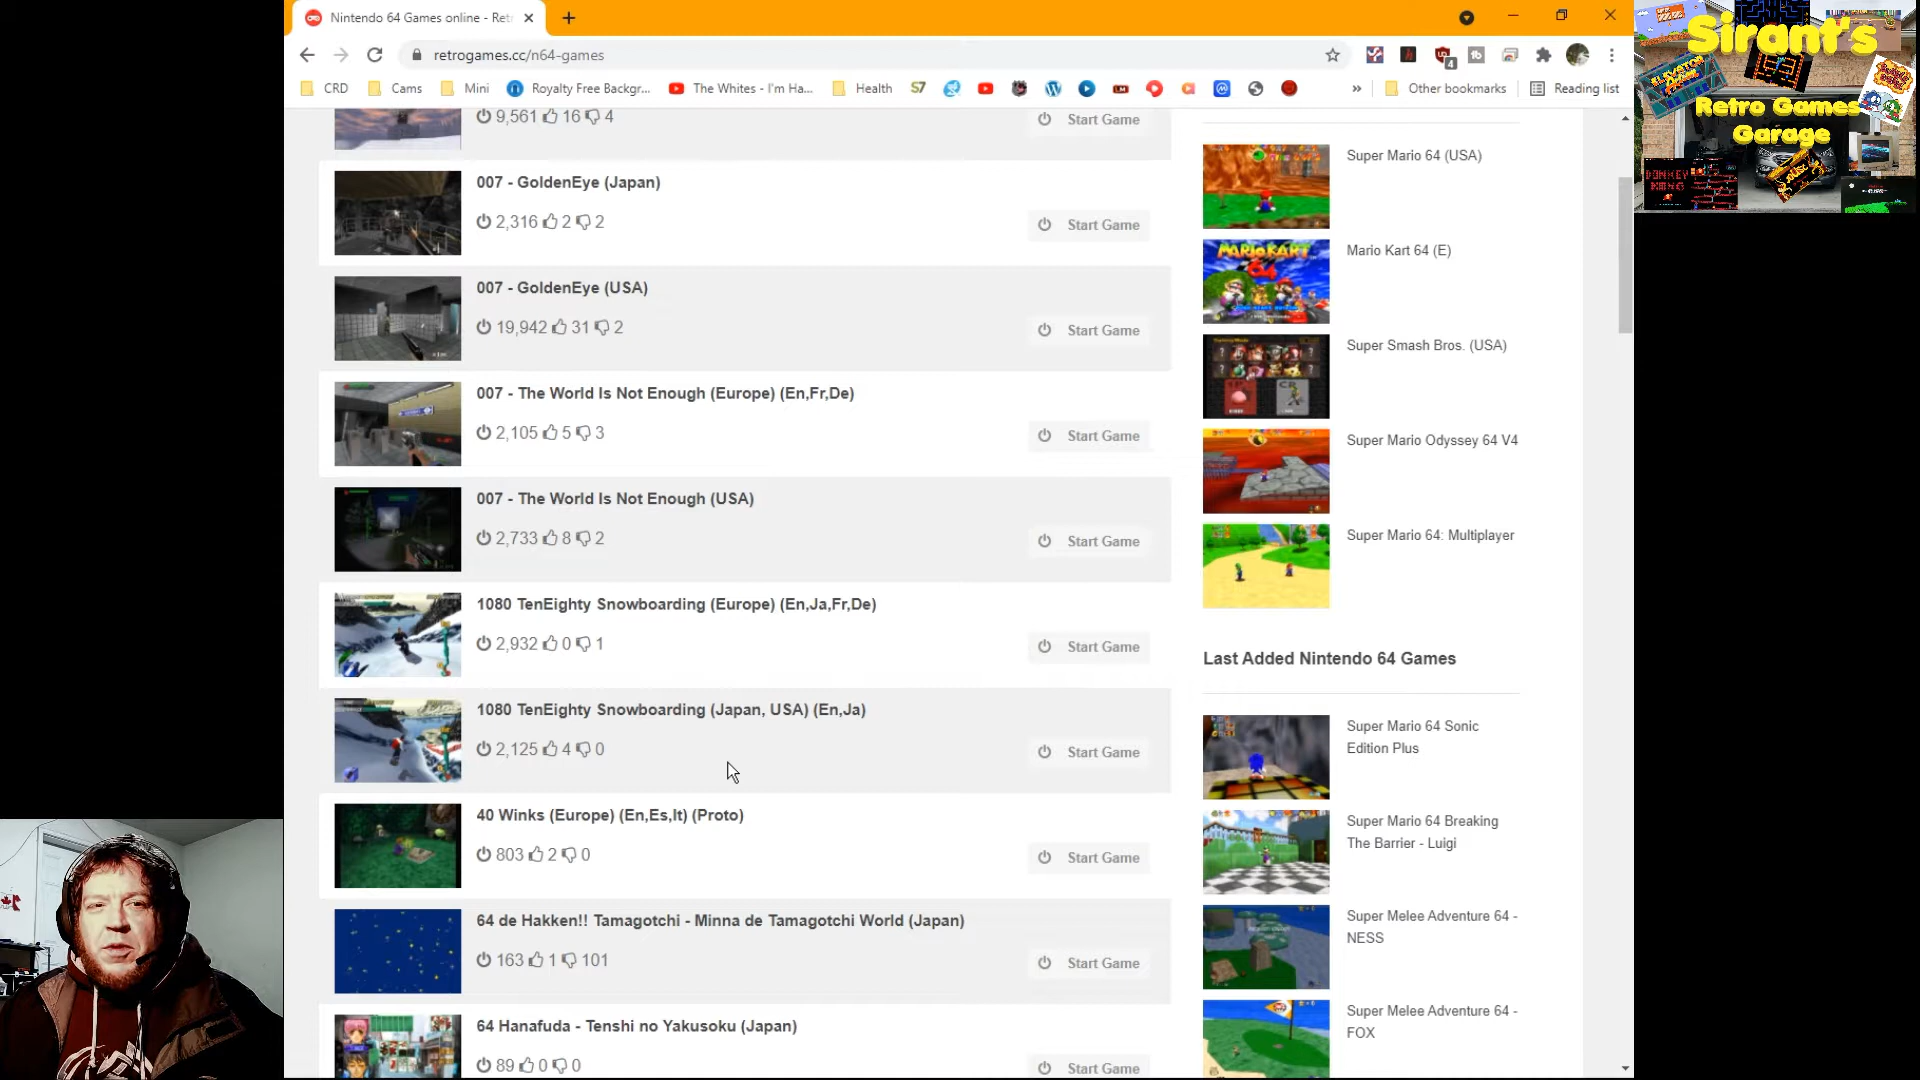 Nintendo 64 Games online - Ret
retrogames.cc/n64-games
4
CRD
Cams
Mini
Royalty Free Backgr...
The Whites - I'm Ha...
Health
S7
»
Other bookmarks
Reading list
Sirant's
Retro Games
Garage
ELEVATOR
ACTION
DONKEY
KONG
9,561 16 4
Start Game
007 - GoldenEye (Japan)
2,316 2 2
Start Game
007 - GoldenEye (USA)
19,942 31 2
Start Game
007 - The World Is Not Enough (Europe) (En,Fr,De)
2,105 5 3
Start Game
007 - The World Is Not Enough (USA)
2,733 8 2
Start Game
1080 TenEighty Snowboarding (Europe) (En,Ja,Fr,De)
2,932 0 1
Start Game
1080 TenEighty Snowboarding (Japan, USA) (En,Ja)
2,125 4 0
Start Game
40 Winks (Europe) (En,Es,It) (Proto)
803 2 0
Start Game
64 de Hakken!! Tamagotchi - Minna de Tamagotchi World (Japan)
163 1 101
Start Game
64 Hanafuda - Tenshi no Yakusoku (Japan)
89 0 0
Start Game
Super Mario 64 (USA)
MARIO KART
64
Mario Kart 64 (E)
Super Smash Bros. (USA)
Super Mario Odyssey 64 V4
Super Mario 64: Multiplayer
Last Added Nintendo 64 Games
Super Mario 64 Sonic
Edition Plus
Super Mario 64 Breaking
The Barrier - Luigi
Super Melee Adventure 64 -
NESS
Super Melee Adventure 64 -
FOX